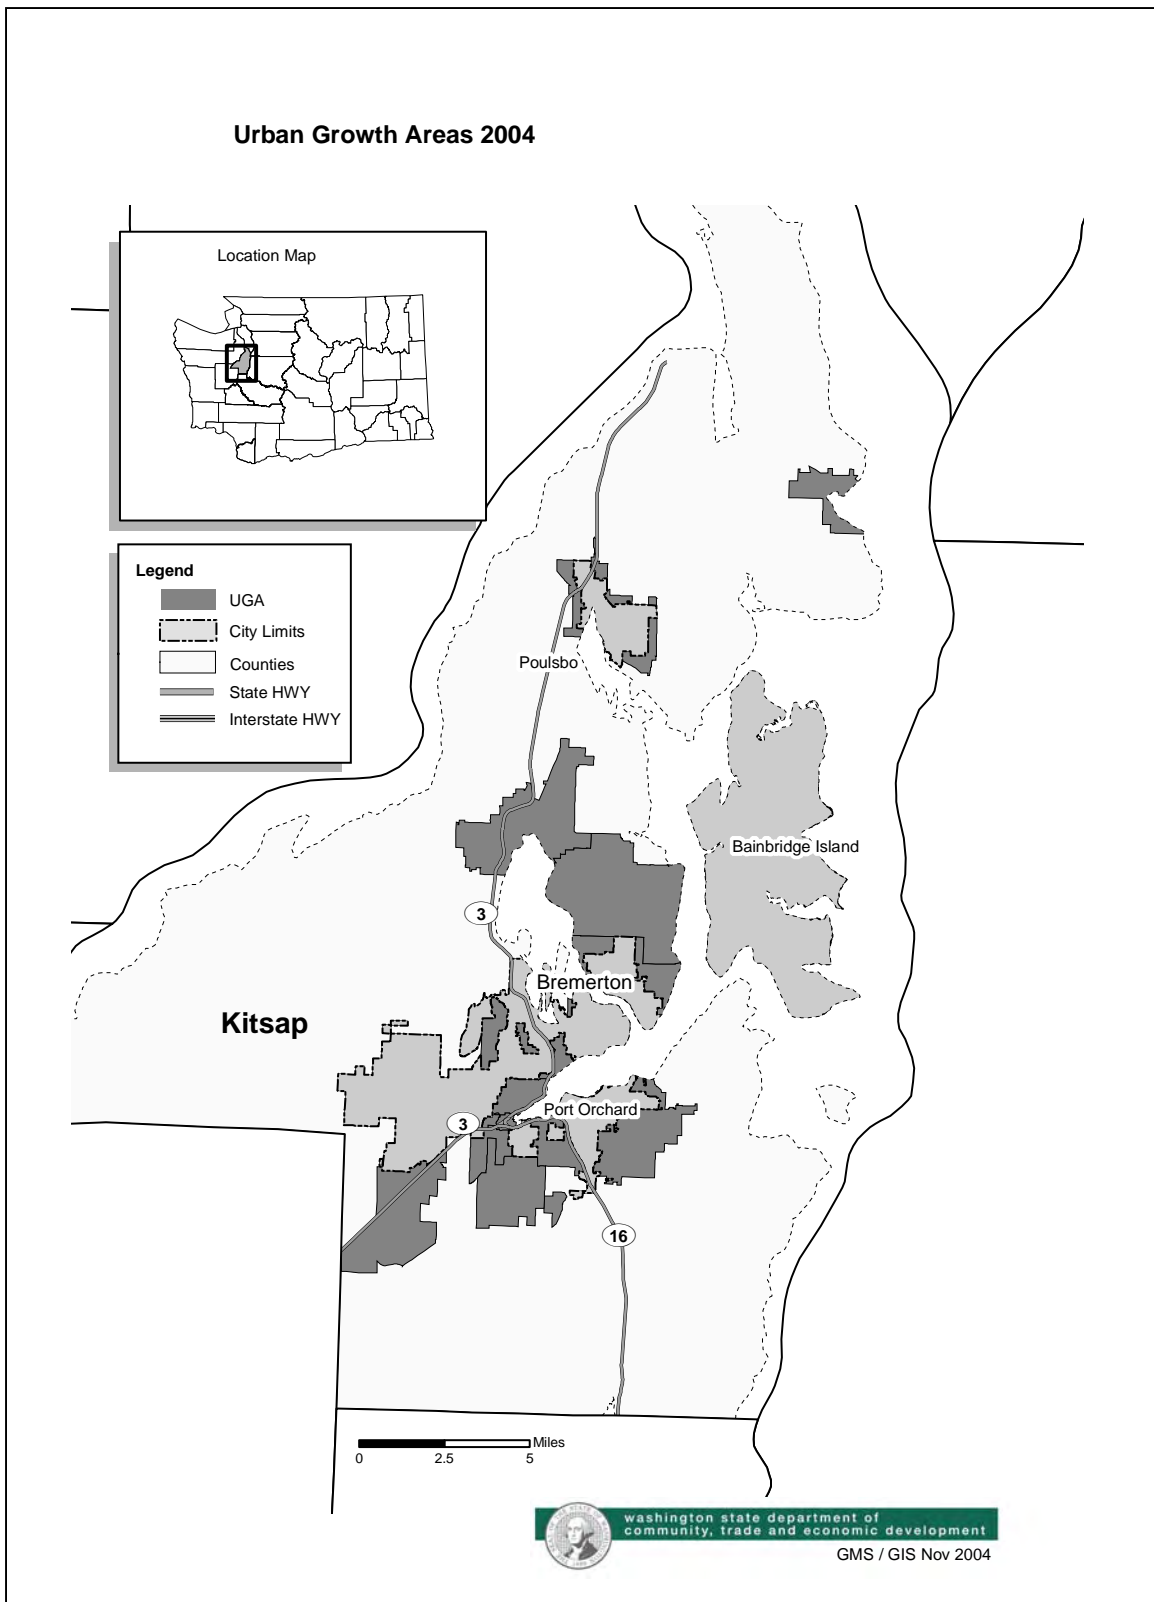 Urban Growth Areas 2004
Location Map
Legend
UGA
City Limits
Counties
State HWY
Interstate HWY
Poulsbo
Bainbridge Island
3
Bremerton
Kitsap
Port Orchard
3
16
Miles
0 2.5 5
washington state department of
community, trade and economic development
GMS / GIS Nov 2004